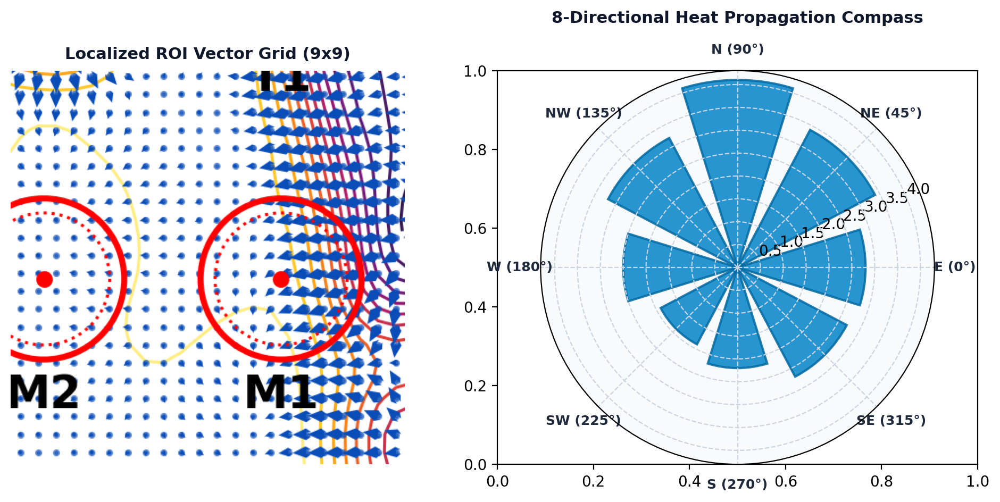 8-Directional Heat Propagation Compass
Localized ROI Vector Grid (9x9)
N (90°)
1.0
NW (135°)
NE (45°)
0.8
4.0
3.5
3.0
2.5
2.0
1.5
1.0
0.5
0.6
W (180°)
E (0°)
0.4
M2
M1
0.2
SW (225°)
SE (315°)
0.0
0.0
0.2
0.4
S (270°)
0.6
0.8
1.0